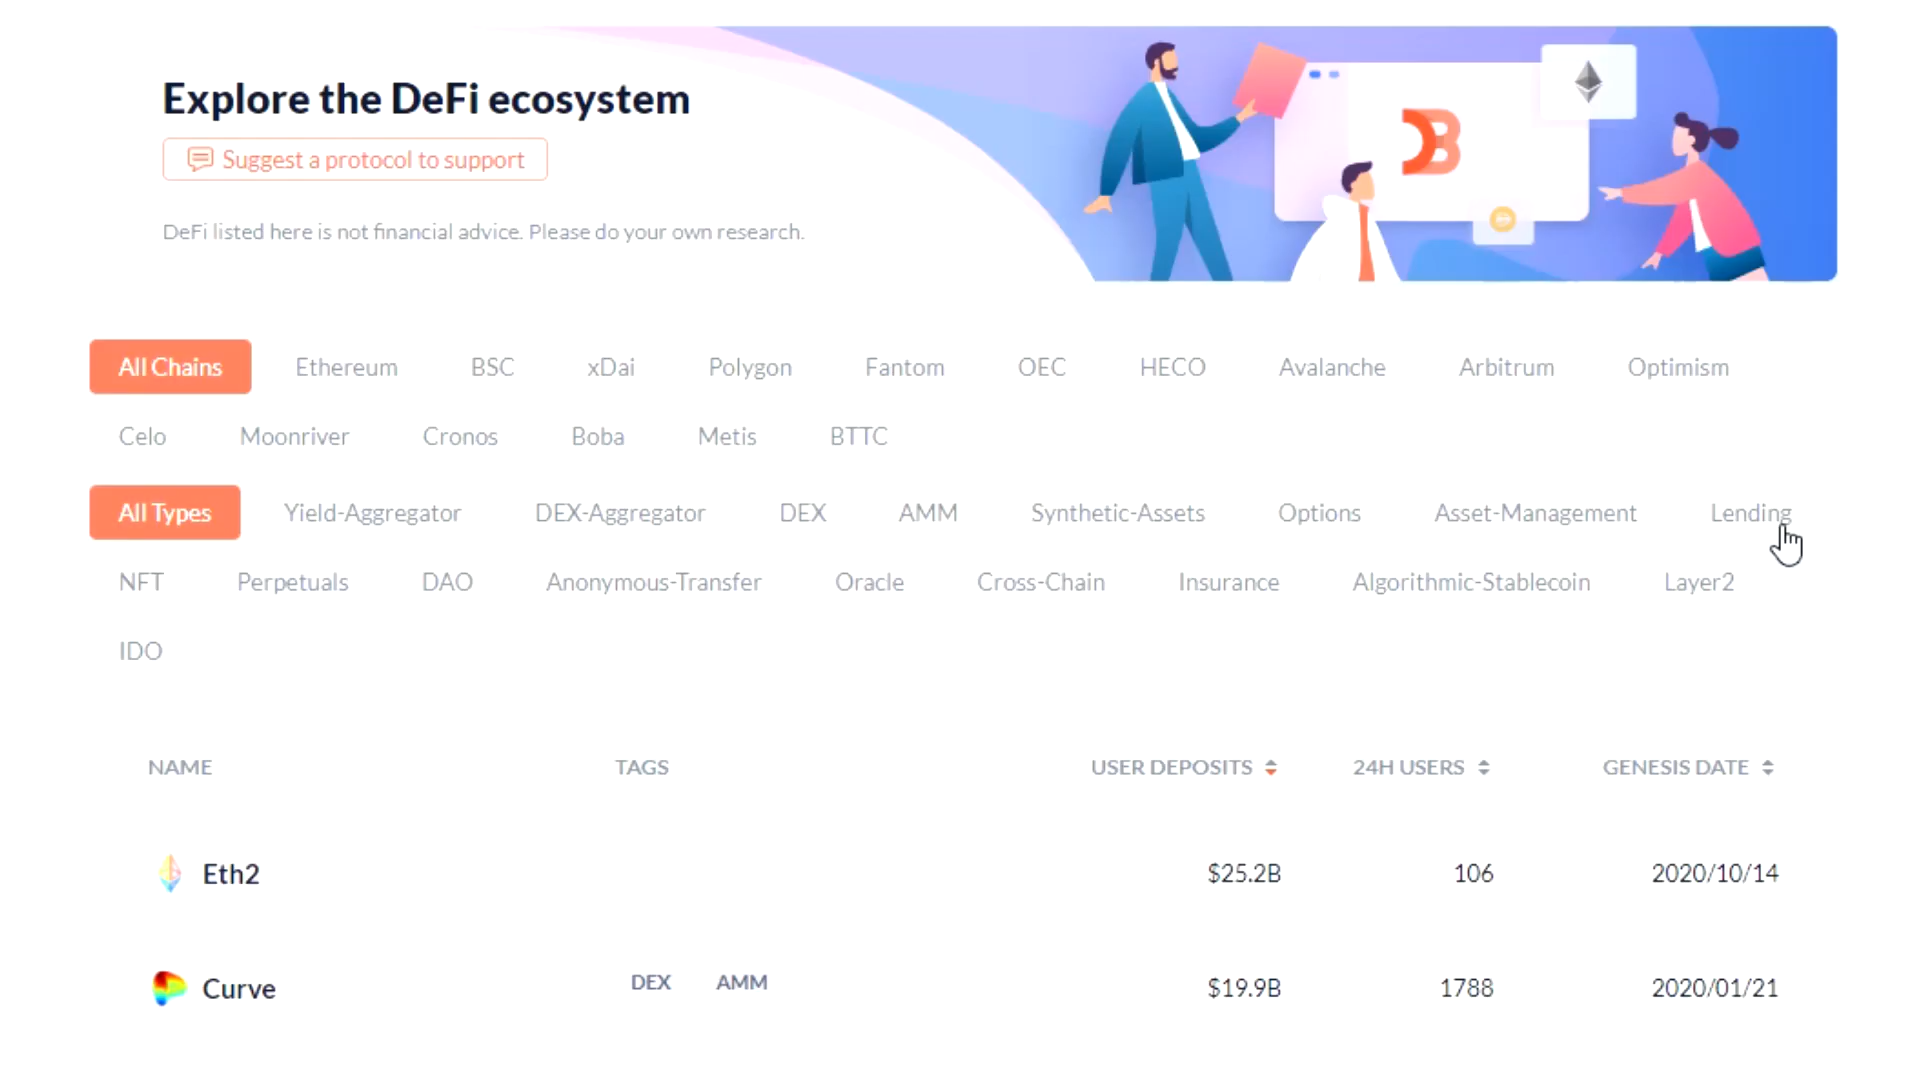 Explore the DeFi ecosystem
Suggest a protocol to support
DeFi listed here is not financial advice. Please do your own research.
All Chains Ethereum BSC xDai Polygon Fantom OEC HECO Avalanche Arbitrum Optimism
Celo Moonriver Cronos Boba Metis BTTC
All Types Yield-Aggregator DEX-Aggregator DEX AMM Synthetic-Assets Options Asset-Management Lending
NFT Perpetuals DAO Anonymous-Transfer Oracle Cross-Chain Insurance Algorithmic-Stablecoin Layer2
IDO
NAME TAGS USER DEPOSITS 24H USERS GENESIS DATE
Eth2 $25.2B 106 2020/10/14
Curve DEX AMM $19.9B 1788 2020/01/21